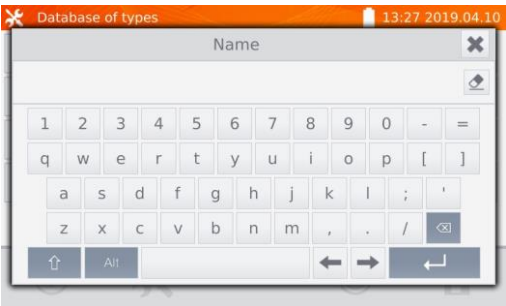 Database of types 13:27 2019.04.10
Name
1 2 3 4 5 6 7 8 9 0 - =
q w e r t y u i o p [ ]
a s d f g h j k l ; '
z x c v b n m , . /
Alt